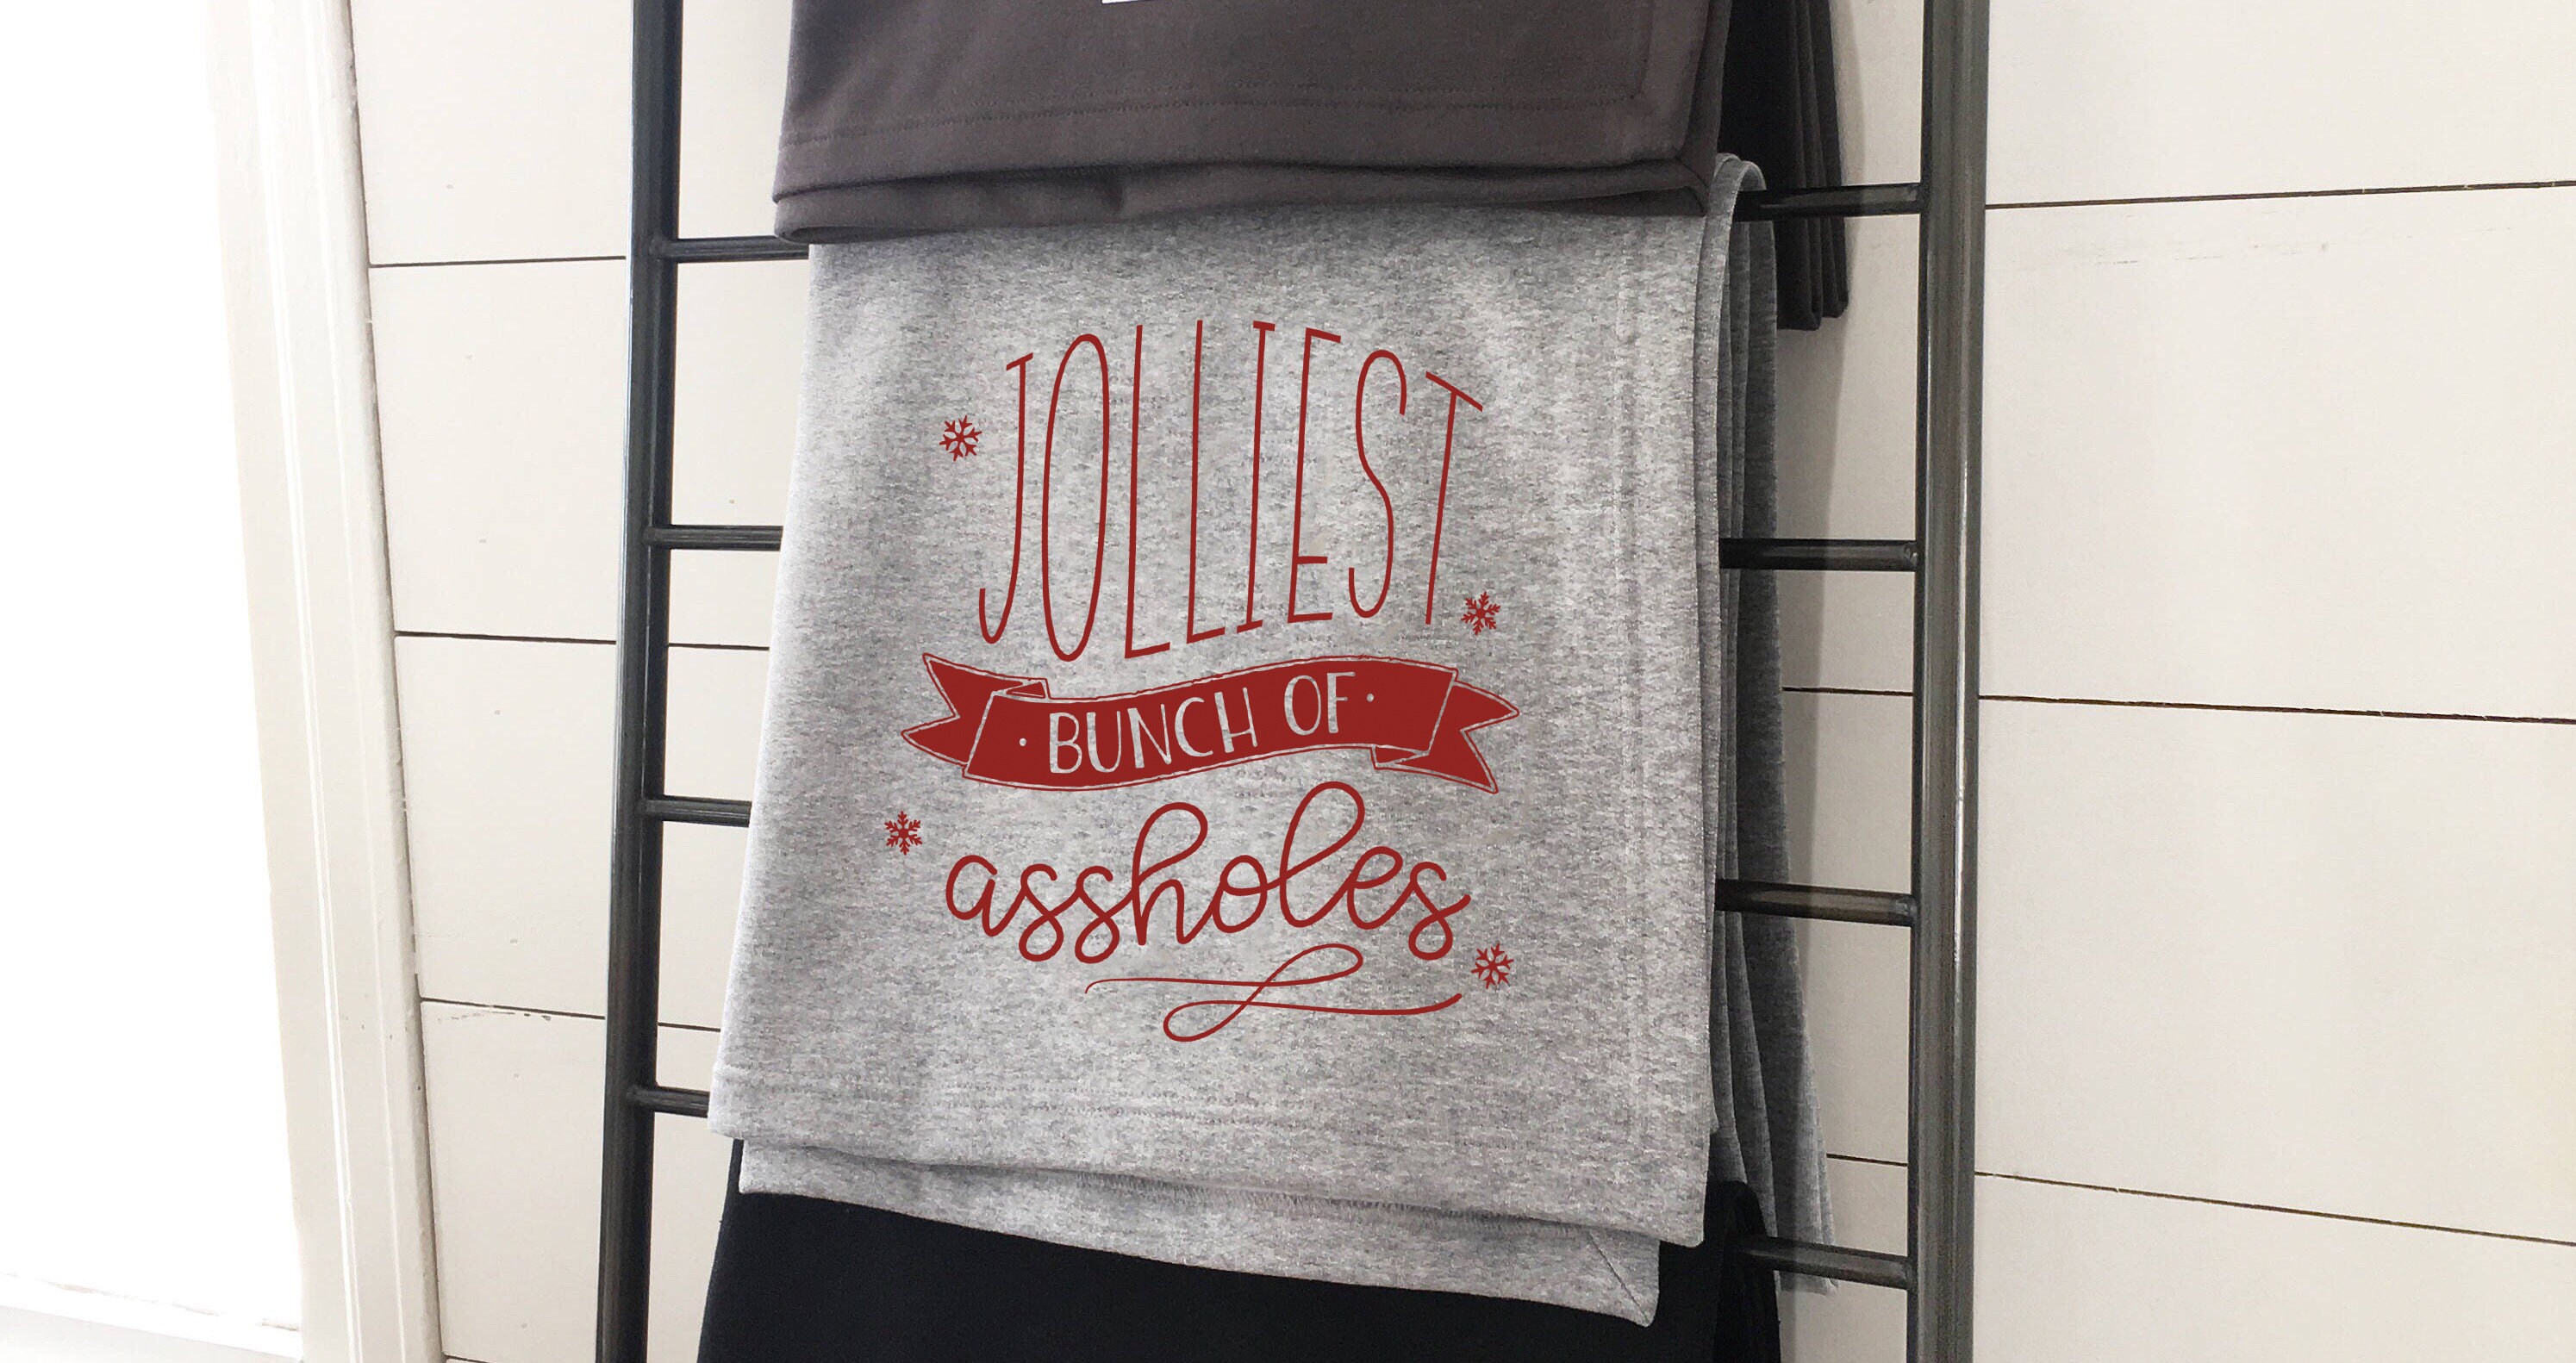 JOLLIEST
· BUNCH OF ·
assholes